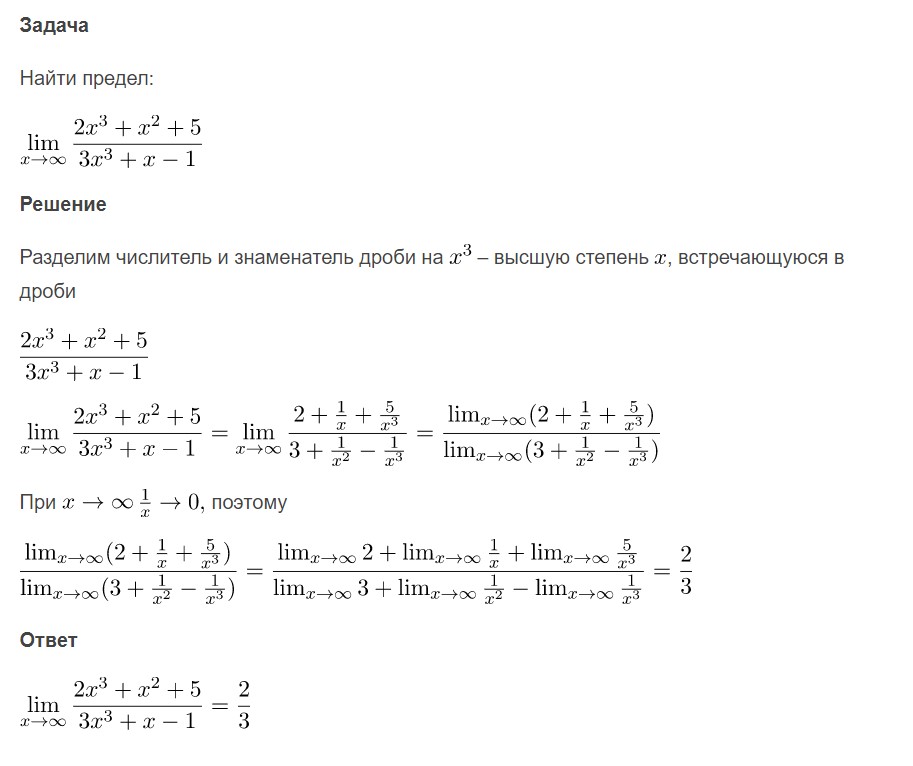 Задача
Найти предел:
\lim_{x \to \infty} \frac{2x^3 + x^2 + 5}{3x^3 + x - 1}
Решение
Разделим числитель и знаменатель дроби на x^3 – высшую степень x, встречающуюся в
дроби
\frac{2x^3 + x^2 + 5}{3x^3 + x - 1}
\lim_{x \to \infty} \frac{2x^3 + x^2 + 5}{3x^3 + x - 1} = \lim_{x \to \infty} \frac{2 + \frac{1}{x} + \frac{5}{x^3}}{3 + \frac{1}{x^2} - \frac{1}{x^3}} = \frac{\lim_{x \to \infty}(2 + \frac{1}{x} + \frac{5}{x^3})}{\lim_{x \to \infty}(3 + \frac{1}{x^2} - \frac{1}{x^3})}
При x \to \infty \frac{1}{x} \to 0, поэтому
\frac{\lim_{x \to \infty}(2 + \frac{1}{x} + \frac{5}{x^3})}{\lim_{x \to \infty}(3 + \frac{1}{x^2} - \frac{1}{x^3})} = \frac{\lim_{x \to \infty} 2 + \lim_{x \to \infty} \frac{1}{x} + \lim_{x \to \infty} \frac{5}{x^3}}{\lim_{x \to \infty} 3 + \lim_{x \to \infty} \frac{1}{x^2} - \lim_{x \to \infty} \frac{1}{x^3}} = \frac{2}{3}
Ответ
\lim_{x \to \infty} \frac{2x^3 + x^2 + 5}{3x^3 + x - 1} = \frac{2}{3}